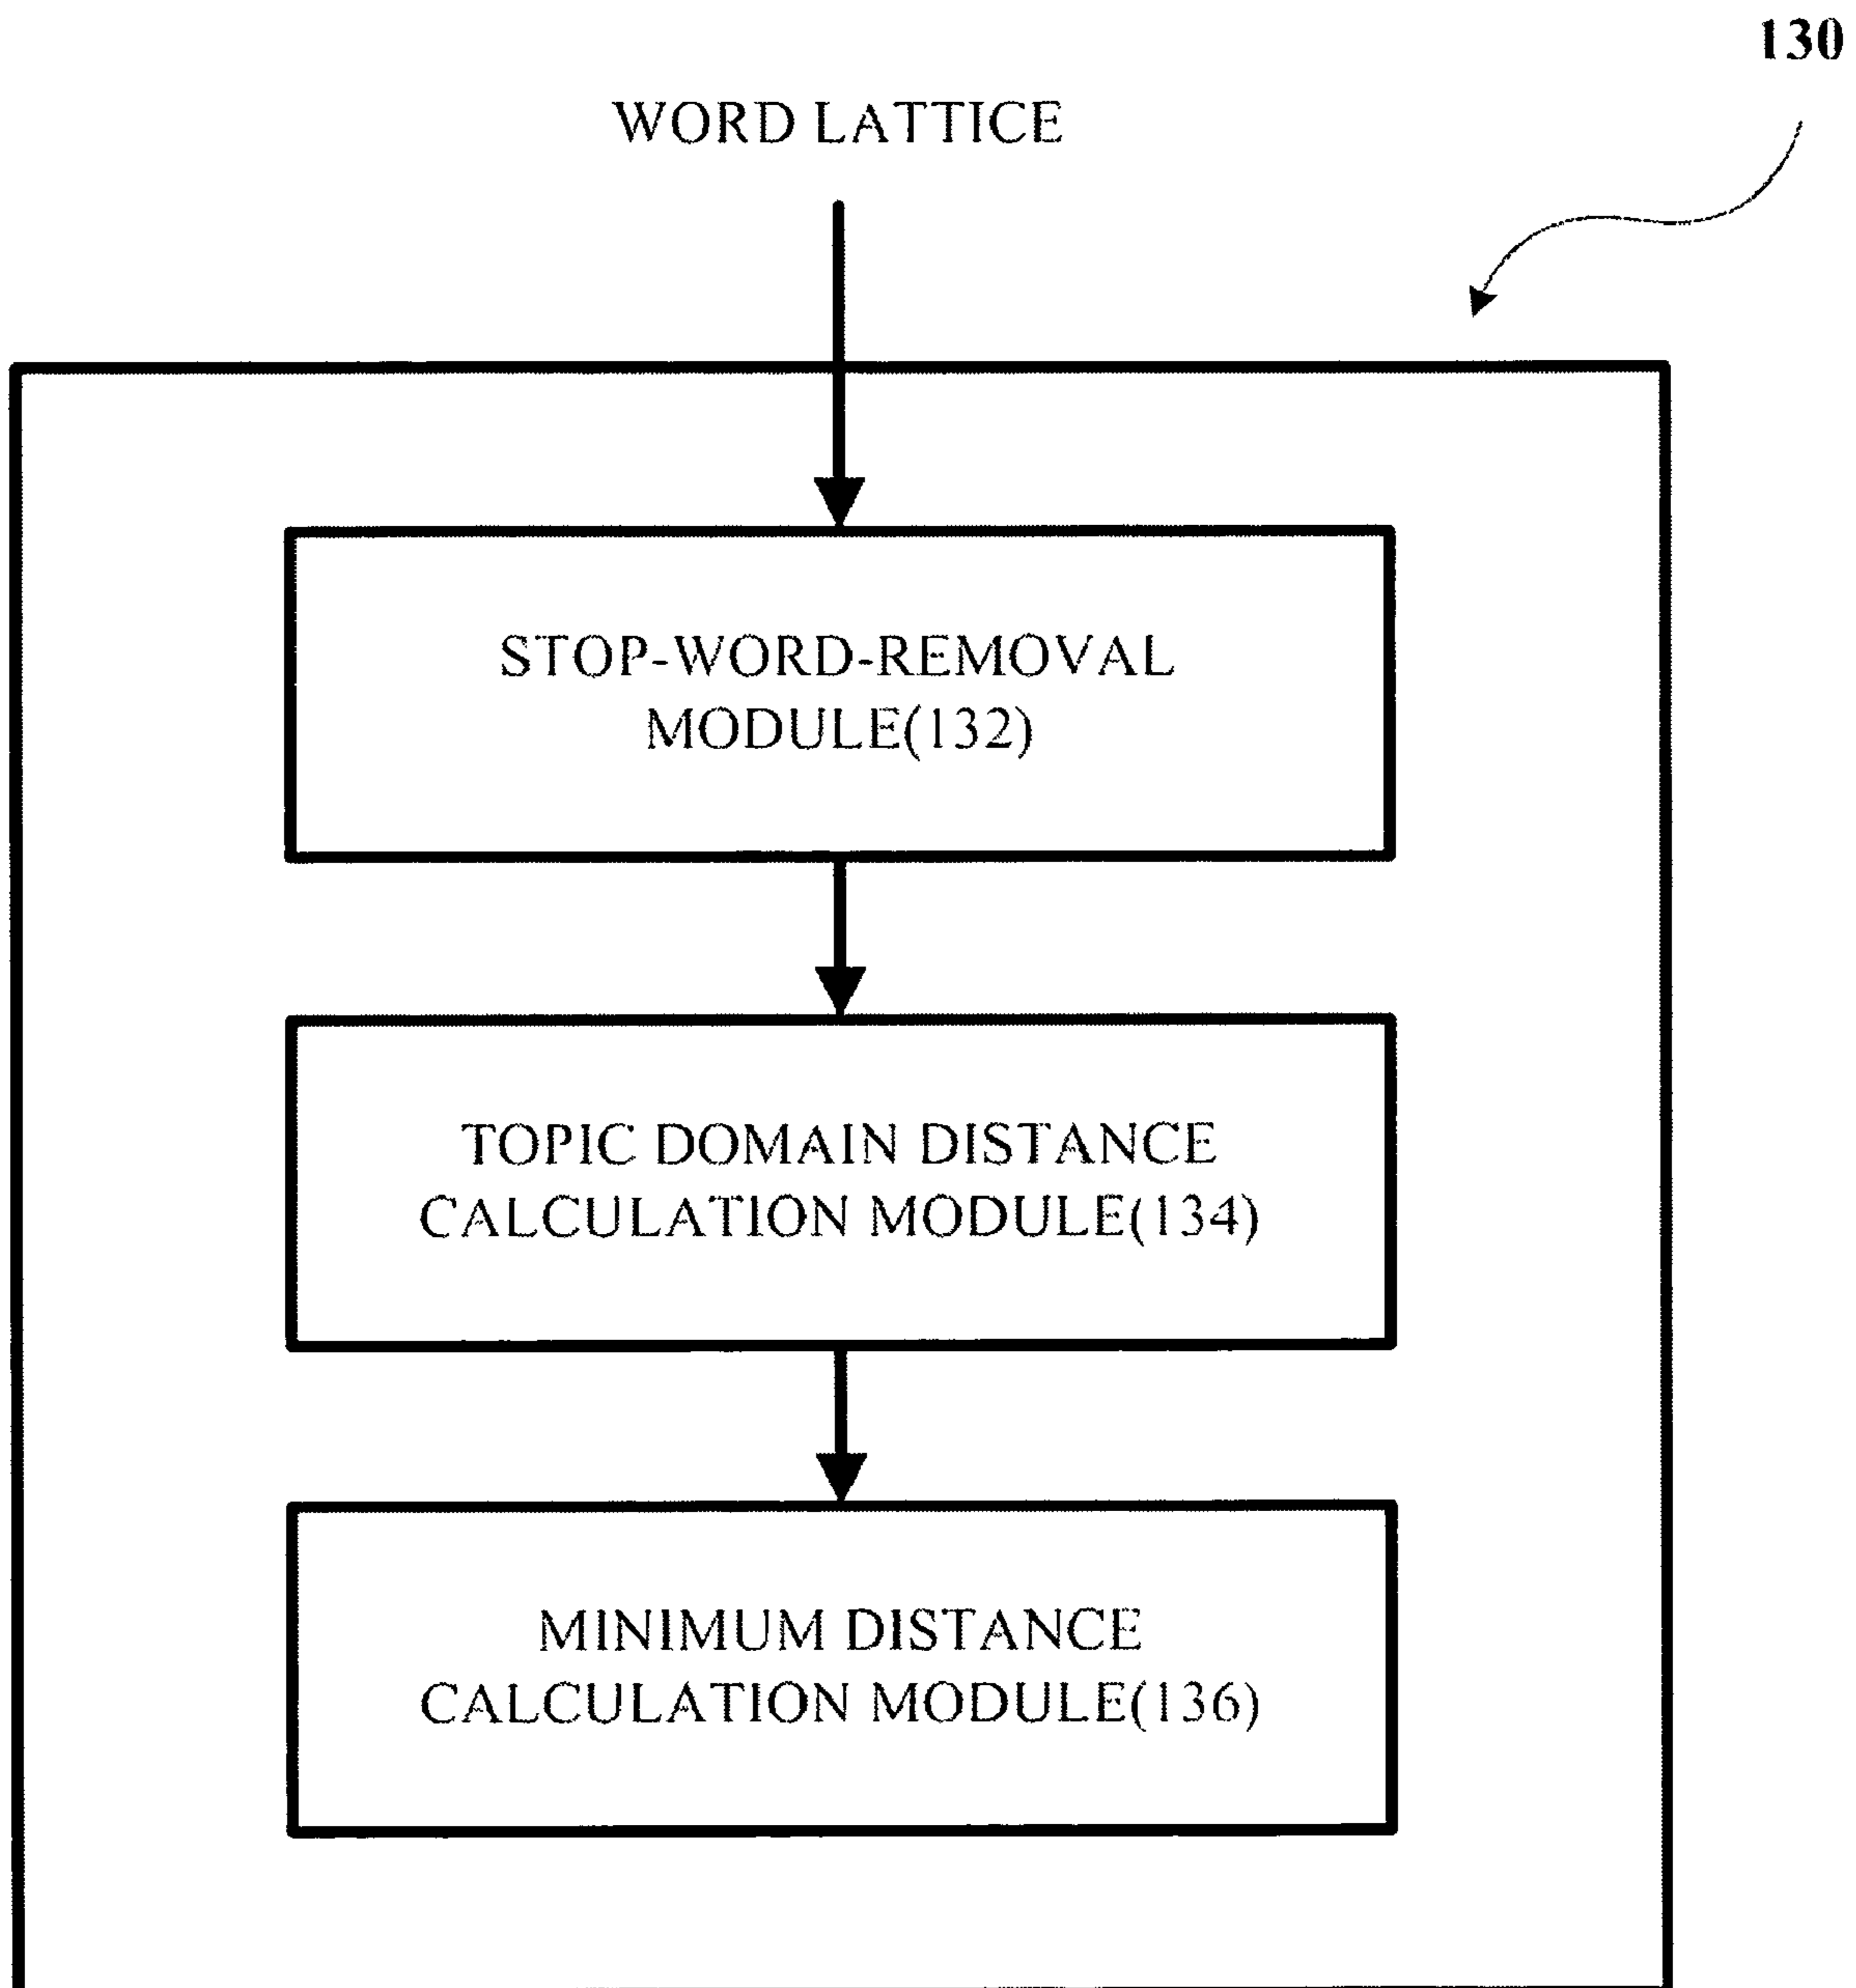 130
WORD LATTICE
STOP-WORD-REMOVAL
MODULE(132)
TOPIC DOMAIN DISTANCE
CALCULATION MODULE(134)
MINIMUM DISTANCE
CALCULATION MODULE(136)